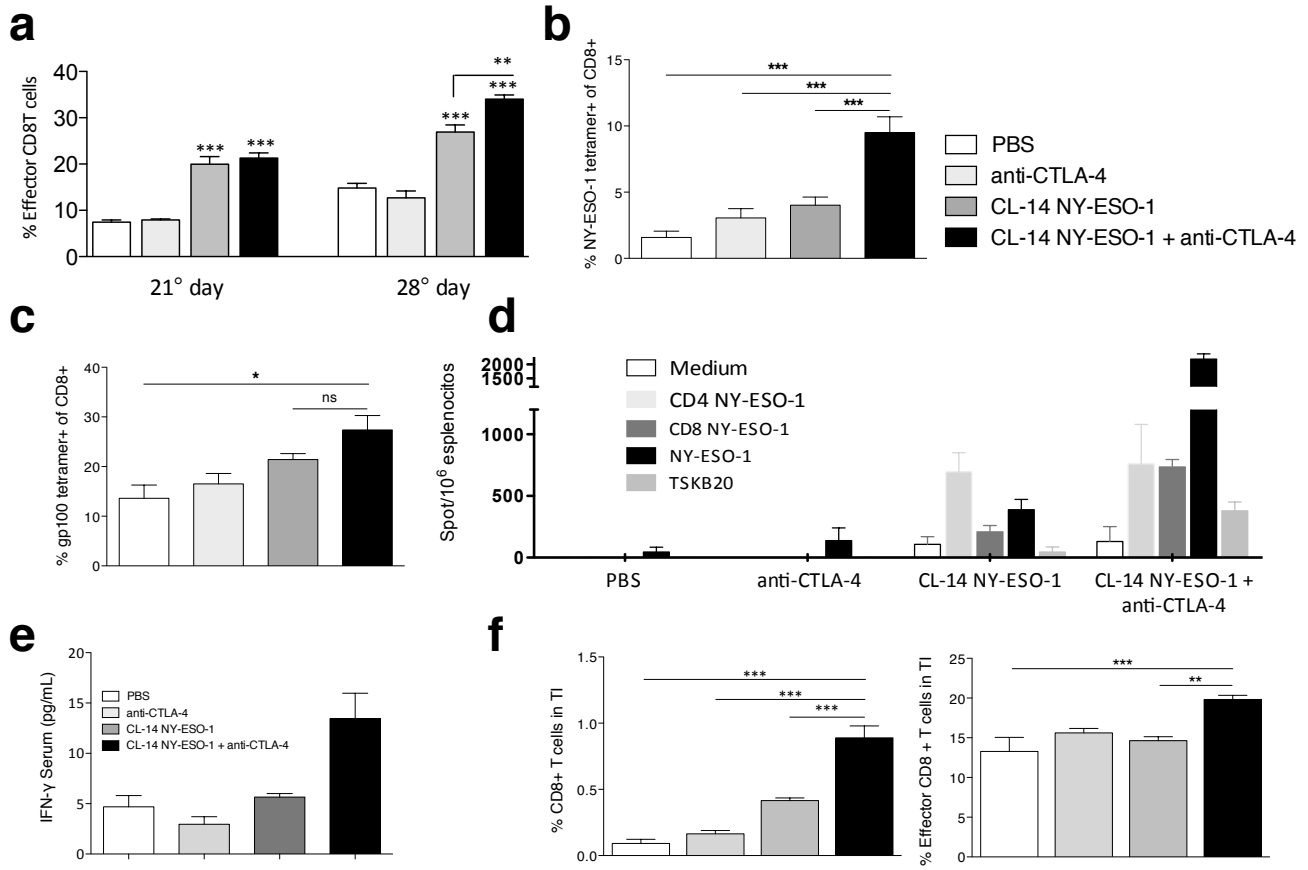 a
% Effector CD8T cells
40
30
20
10
0
***
***
***
**
***
21° day
28° day
b
% NY-ESO-1 tetramer+ of CD8+
15
10
5
0
***
***
***
PBS
anti-CTLA-4
CL-14 NY-ESO-1
CL-14 NY-ESO-1 + anti-CTLA-4
c
% gp100 tetramer+ of CD8+
40
30
20
10
0
*
ns
d
Spot/10⁶ esplenocitos
2000
1500
1000
500
0
Medium
CD4 NY-ESO-1
CD8 NY-ESO-1
NY-ESO-1
TSKB20
PBS
anti-CTLA-4
CL-14 NY-ESO-1
CL-14 NY-ESO-1 +
anti-CTLA-4
e
IFN-γ Serum (pg/mL)
20
15
10
5
0
PBS
anti-CTLA-4
CL-14 NY-ESO-1
CL-14 NY-ESO-1 + anti-CTLA-4
f
% CD8+ T cells in TI
1.5
1.0
0.5
0.0
***
***
***
% Effector CD8 + T cells in TI
25
20
15
10
5
0
***
**